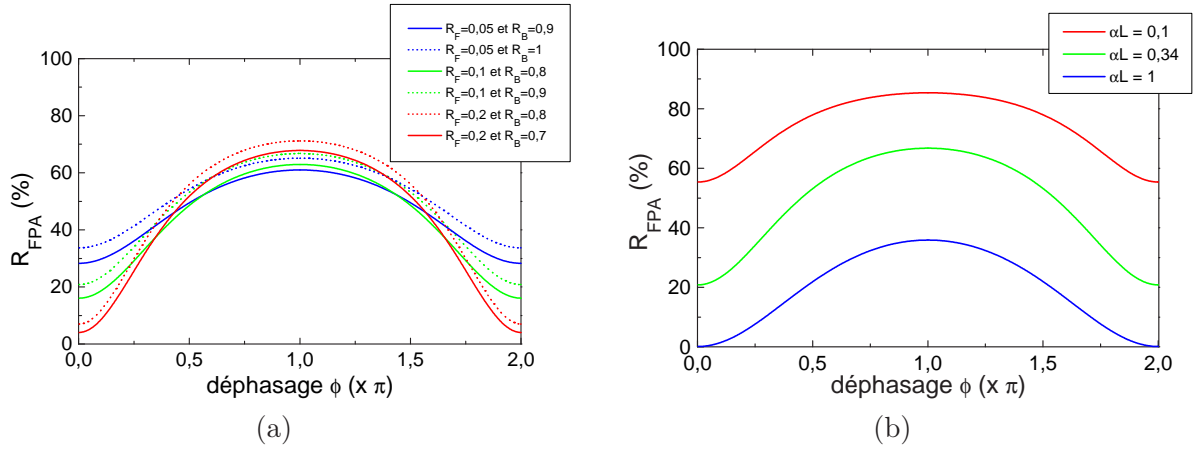 R_F=0,05 et R_B=0,9
R_F=0,05 et R_B=1
R_F=0,1 et R_B=0,8
R_F=0,1 et R_B=0,9
R_F=0,2 et R_B=0,8
R_F=0,2 et R_B=0,7
R_FPA (%)
100
80
60
40
20
0
0,0 0,5 1,0 1,5 2,0
déphasage ϕ (x π)
(a)
αL = 0,1
αL = 0,34
αL = 1
R_FPA (%)
100
80
60
40
20
0
0,0 0,5 1,0 1,5 2,0
déphasage ϕ (x π)
(b)